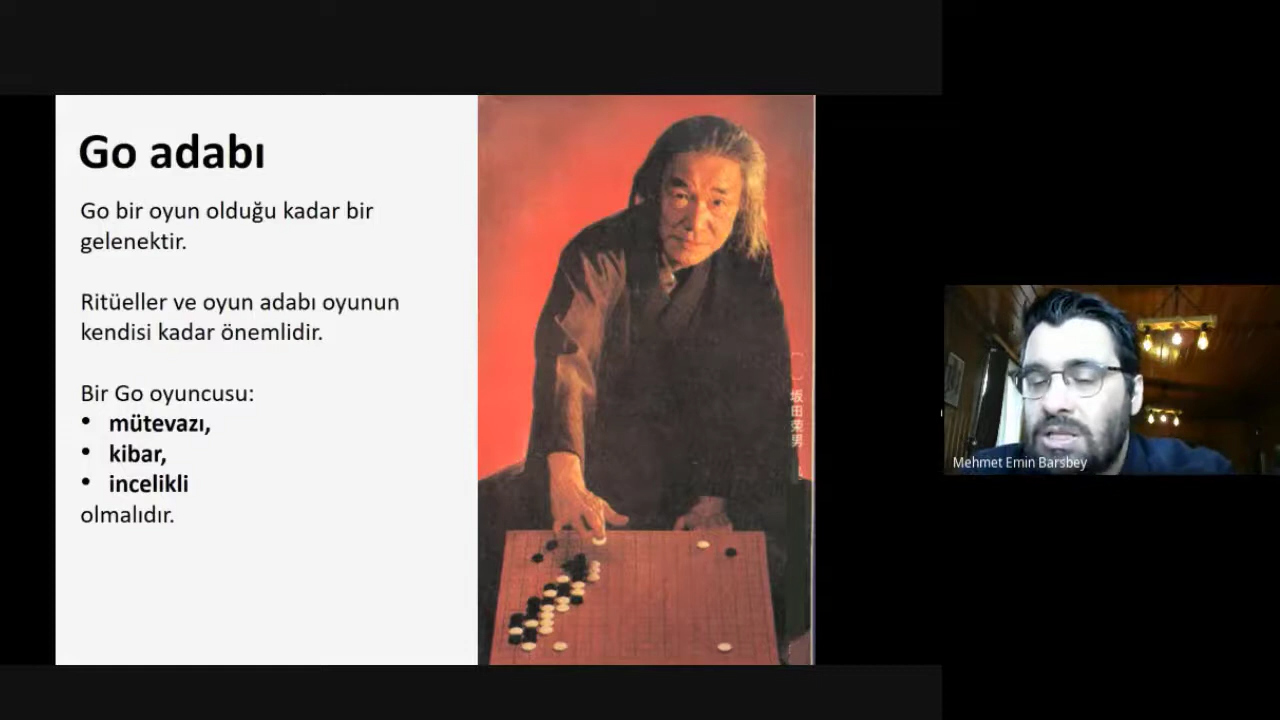 Go adabı
Go bir oyun olduğu kadar bir
gelenektir.
Ritüeller ve oyun adabı oyunun
kendisi kadar önemlidir.
Bir Go oyuncusu:
• mütevazı,
• kibar,
• incelikli
olmalıdır.
坂田栄男
Mehmet Emin Barsbey